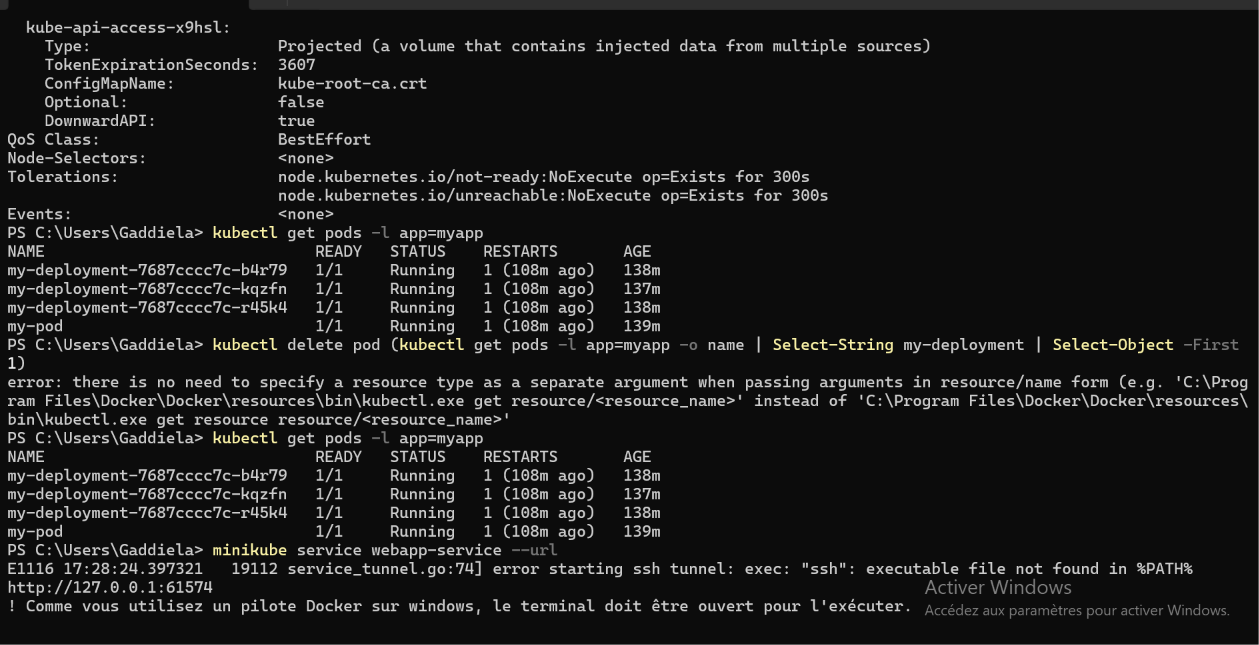 kube-api-access-x9hsl:
Type: Projected (a volume that contains injected data from multiple sources)
TokenExpirationSeconds: 3607
ConfigMapName: kube-root-ca.crt
Optional: false
DownwardAPI: true
QoS Class: BestEffort
Node-Selectors: <none>
Tolerations: node.kubernetes.io/not-ready:NoExecute op=Exists for 300s
node.kubernetes.io/unreachable:NoExecute op=Exists for 300s
Events: <none>
PS C:\Users\Gaddiela> kubectl get pods -l app=myapp
NAME READY STATUS RESTARTS AGE
my-deployment-7687cccc7c-b4r79 1/1 Running 1 (108m ago) 138m
my-deployment-7687cccc7c-kqzfn 1/1 Running 1 (108m ago) 137m
my-deployment-7687cccc7c-r45k4 1/1 Running 1 (108m ago) 138m
my-pod 1/1 Running 1 (108m ago) 139m
PS C:\Users\Gaddiela> kubectl delete pod (kubectl get pods -l app=myapp -o name | Select-String my-deployment | Select-Object -First
1)
error: there is no need to specify a resource type as a separate argument when passing arguments in resource/name form (e.g. 'C:\Prog
ram Files\Docker\Docker\resources\bin\kubectl.exe get resource/<resource_name>' instead of 'C:\Program Files\Docker\Docker\resources\
bin\kubectl.exe get resource resource/<resource_name>'
PS C:\Users\Gaddiela> kubectl get pods -l app=myapp
NAME READY STATUS RESTARTS AGE
my-deployment-7687cccc7c-b4r79 1/1 Running 1 (108m ago) 138m
my-deployment-7687cccc7c-kqzfn 1/1 Running 1 (108m ago) 137m
my-deployment-7687cccc7c-r45k4 1/1 Running 1 (108m ago) 138m
my-pod 1/1 Running 1 (108m ago) 139m
PS C:\Users\Gaddiela> minikube service webapp-service --url
E1116 17:28:24.397321 19112 service_tunnel.go:74] error starting ssh tunnel: exec: "ssh": executable file not found in %PATH%
http://127.0.0.1:61574
! Comme vous utilisez un pilote Docker sur windows, le terminal doit être ouvert pour l'exécuter.
Activer Windows
Accédez aux paramètres pour activer Windows.